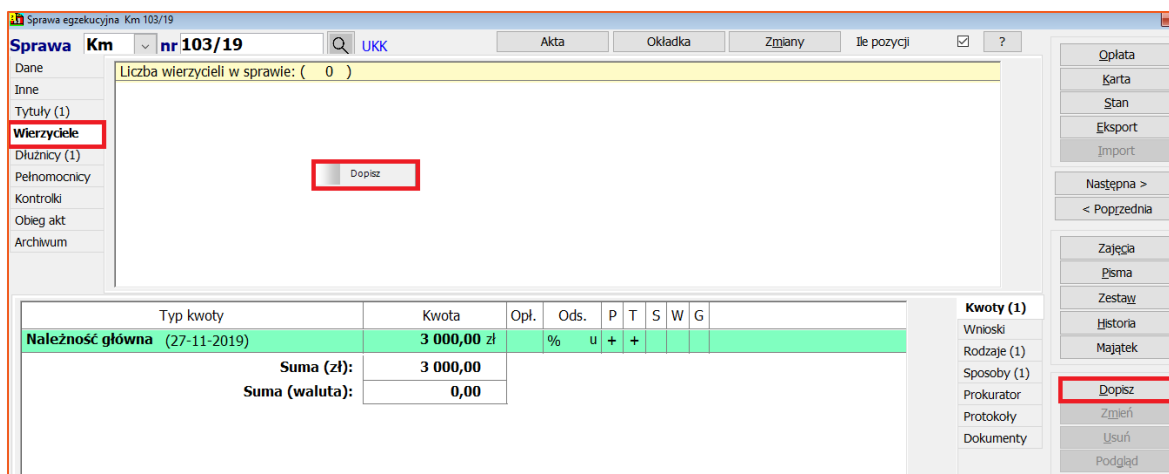 Sprawa egzekucyjna Km 103/19
Sprawa Km nr 103/19 UKK Akta Okładka Zmiany Ile pozycji ?
Dane
Inne
Tytuły (1)
Wierzyciele
Dłużnicy (1)
Pełnomocnicy
Kontrolki
Obieg akt
Archiwum
Liczba wierzycieli w sprawie: ( 0 )
Dopisz
Opłata
Karta
Stan
Eksport
Import
Następna >
< Poprzednia
Zajęcia
Pisma
Zestaw
Historia
Majątek
Dopisz
Zmień
Usuń
Podgląd
Typ kwoty Kwota Opł. Ods. P T S W G
Należność główna (27-11-2019) 3 000,00 zł % u + +
Suma (zł): 3 000,00
Suma (waluta): 0,00
Kwoty (1)
Wnioski
Rodzaje (1)
Sposoby (1)
Prokurator
Protokoły
Dokumenty